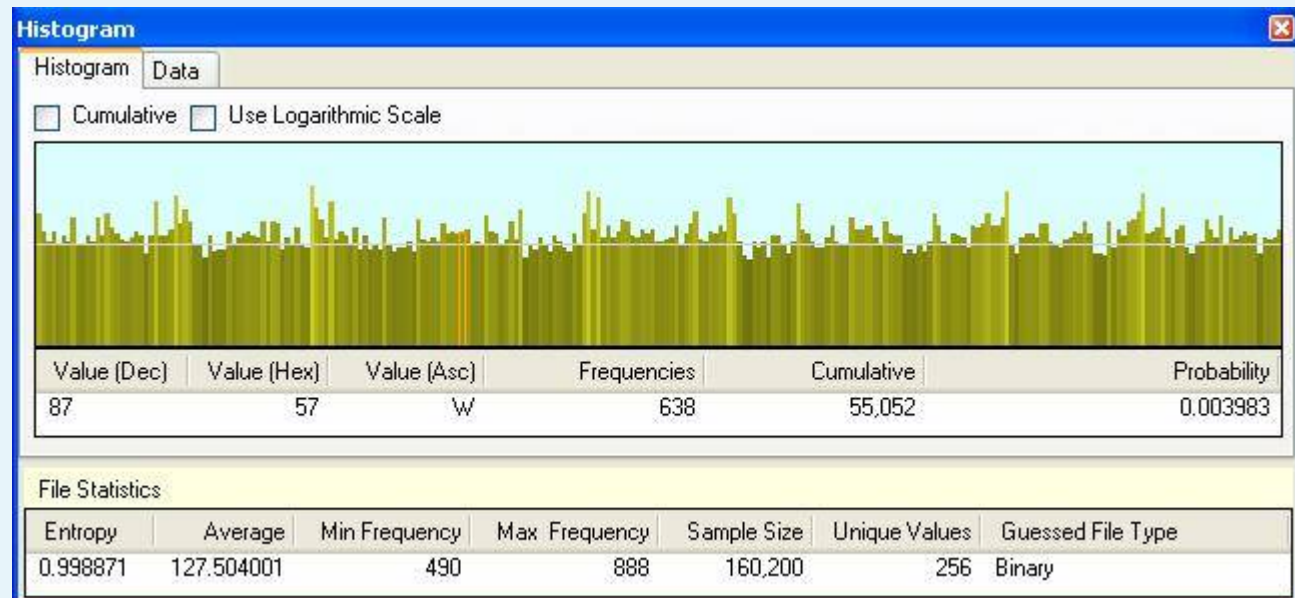 Histogram
Histogram Data
Cumulative Use Logarithmic Scale
Value (Dec) Value (Hex) Value (Asc) Frequencies Cumulative Probability
87 57 W 638 55,052 0.003983
File Statistics
Entropy Average Min Frequency Max Frequency Sample Size Unique Values Guessed File Type
0.998871 127.504001 490 888 160,200 256 Binary